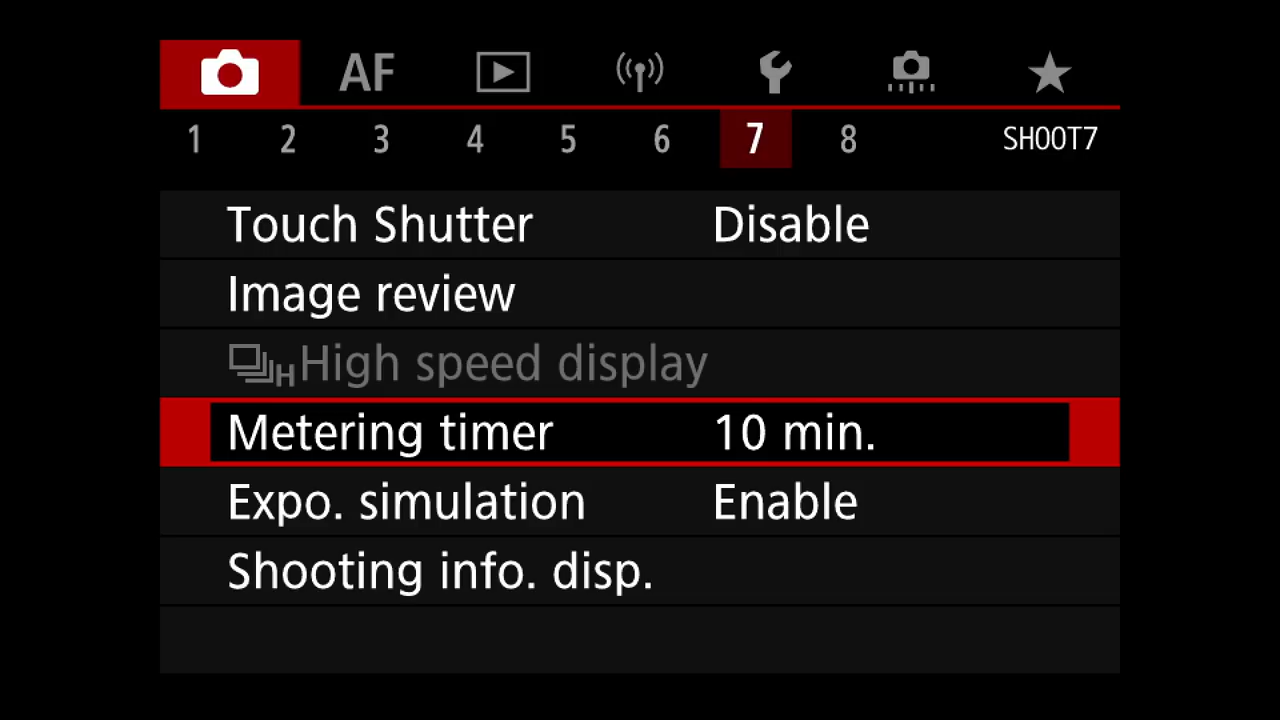 AF
1 2 3 4 5 6 7 8 SHOOT7
Touch Shutter Disable
Image review
H High speed display
Metering timer 10 min.
Expo. simulation Enable
Shooting info. disp.